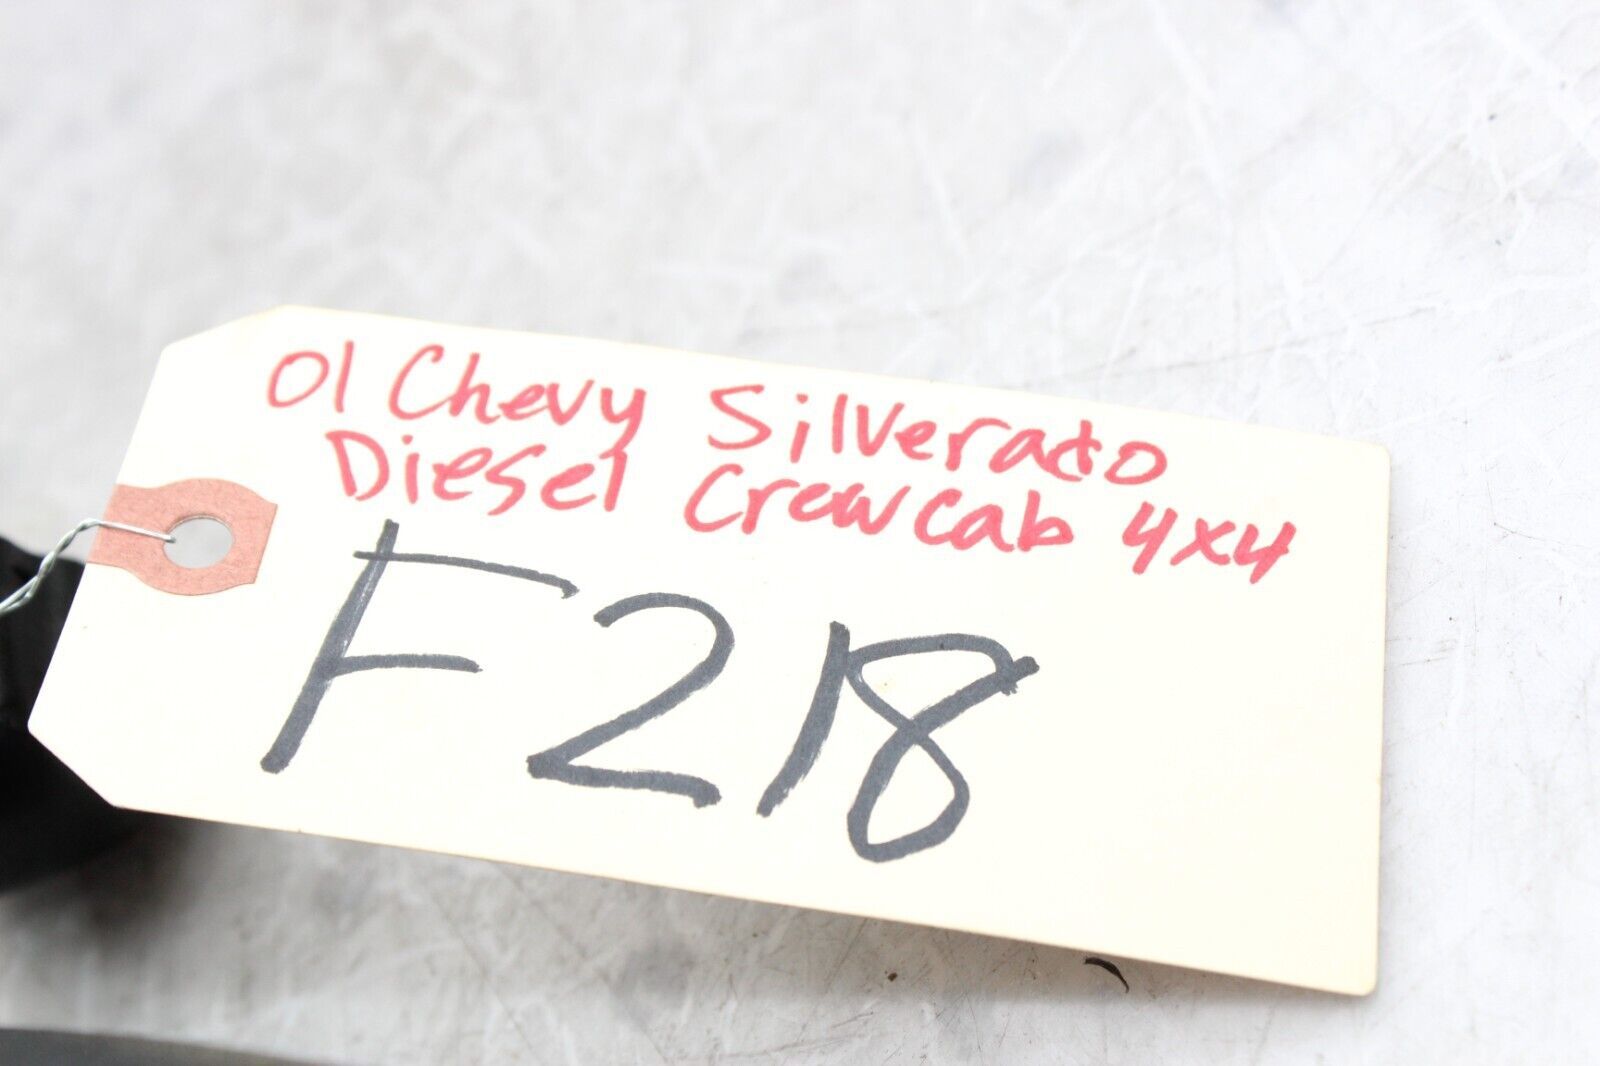 01 Chevy Silverado
Diesel Crewcab 4x4
F218